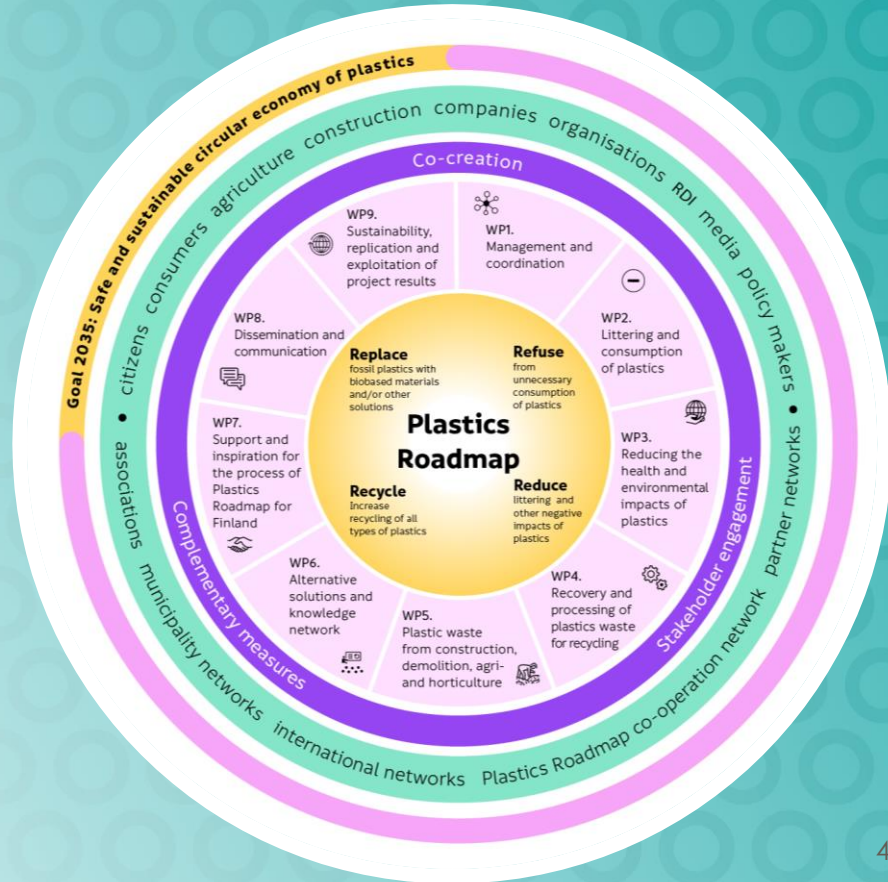 Goal 2035: Safe and sustainable circular economy of plastics
citizens consumers agriculture construction companies organisations RDI media policy makers •
associations municipality networks international networks Plastics Roadmap co-operation network partner networks •
Co-creation
Stakeholder engagement
Complementary measures
WP1.
Management and
coordination
WP2.
Littering and
consumption
of plastics
WP3.
Reducing the
health and
environmental
impacts of
plastics
WP4.
Recovery and
processing of
plastics waste
for recycling
WP5.
Plastic waste
from construction,
demolition, agri-
and horticulture
WP6.
Alternative
solutions and
knowledge
network
WP7.
Support and
inspiration for
the process of
Plastics
Roadmap for
Finland
WP8.
Dissemination and
communication
WP9.
Sustainability,
replication and
exploitation of
project results
Replace
fossil plastics with
biobased materials
and/or other
solutions
Refuse
from
unnecessary
consumption
of plastics
Plastics
Roadmap
Recycle
Increase
recycling of all
types of plastics
Reduce
littering and
other negative
impacts of
plastics
4